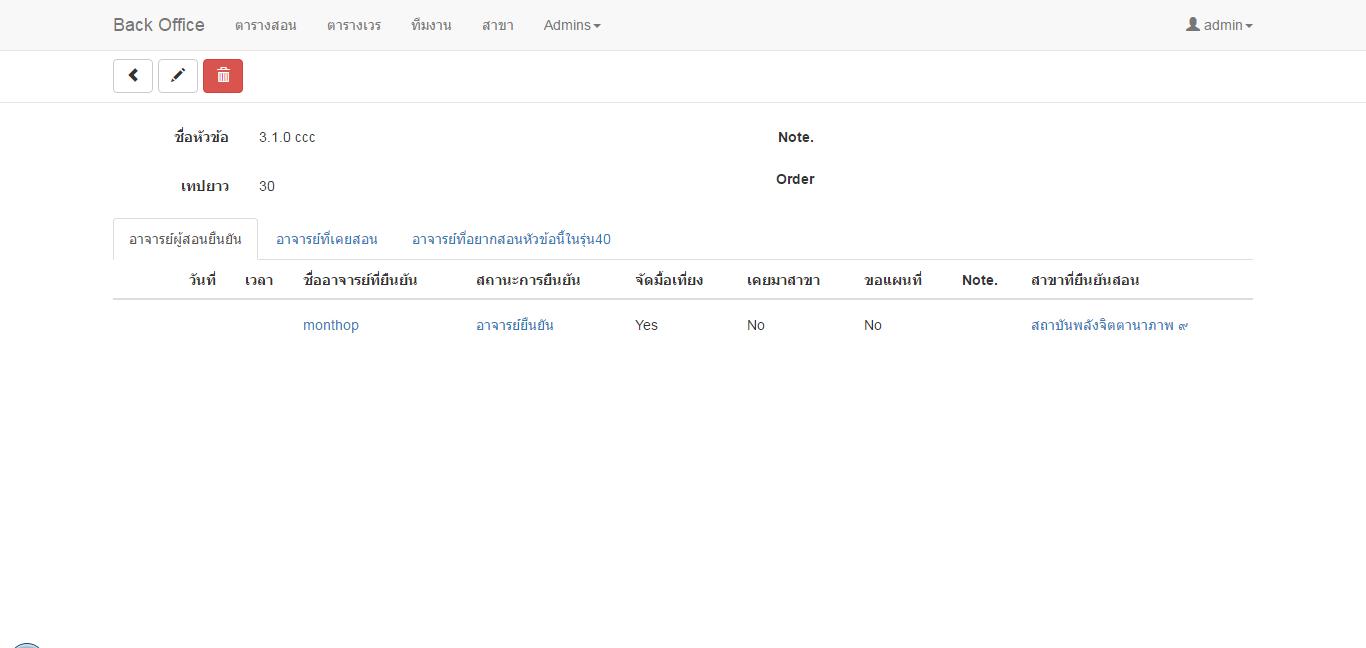 Back Office ตารางสอน ตารางเวร ทีมงาน สาขา Admins admin
ชื่อหัวข้อ 3.1.0 ccc Note.
เทปยาว 30 Order
อาจารย์ผู้สอนยืนยัน อาจารย์ที่เคยสอน อาจารย์ที่อยากสอนหัวข้อนี้ในรุ่น40
วันที่ เวลา ชื่ออาจารย์ที่ยืนยัน สถานะการยืนยัน จัดมื้อเที่ยง เคยมาสาขา ขอแผนที่ Note. สาขาที่ยืนยันสอน
monthop อาจารย์ยืนยัน Yes No No สถาบันพลังจิตตานาภาพ ๙